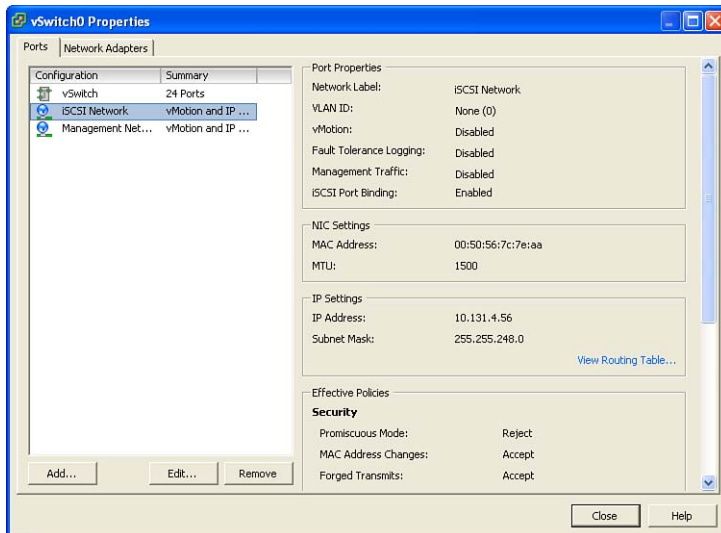 vSwitch0 Properties
Ports Network Adapters
Configuration Summary
vSwitch 24 Ports
iSCSI Network vMotion and IP ...
Management Net... vMotion and IP ...
Add... Edit... Remove
Port Properties
Network Label: iSCSI Network
VLAN ID: None (0)
vMotion: Disabled
Fault Tolerance Logging: Disabled
Management Traffic: Disabled
iSCSI Port Binding: Enabled
NIC Settings
MAC Address: 00:50:56:7c:7e:aa
MTU: 1500
IP Settings
IP Address: 10.131.4.56
Subnet Mask: 255.255.248.0
View Routing Table...
Effective Policies
Security
Promiscuous Mode: Reject
MAC Address Changes: Accept
Forged Transmits: Accept
Close Help